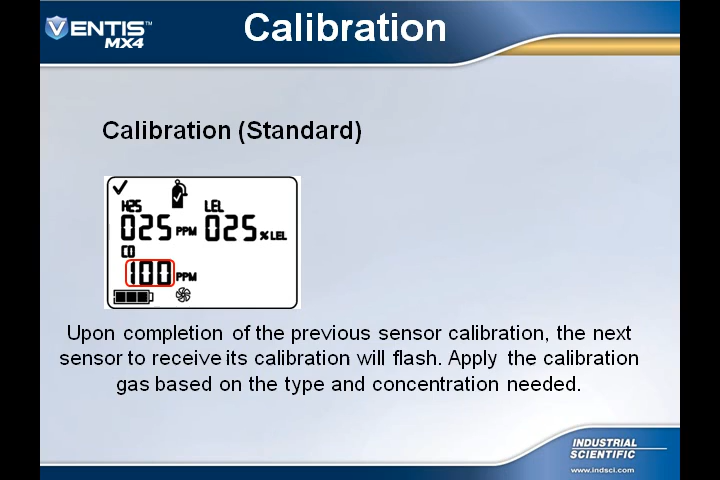 VENTIS™
MX4
Calibration
Calibration (Standard)
H2S LEL
025 PPM 025 % LEL
CO
100 PPM
Upon completion of the previous sensor calibration, the next
sensor to receive its calibration will flash. Apply the calibration
gas based on the type and concentration needed.
INDUSTRIAL
SCIENTIFIC
www.indsci.com